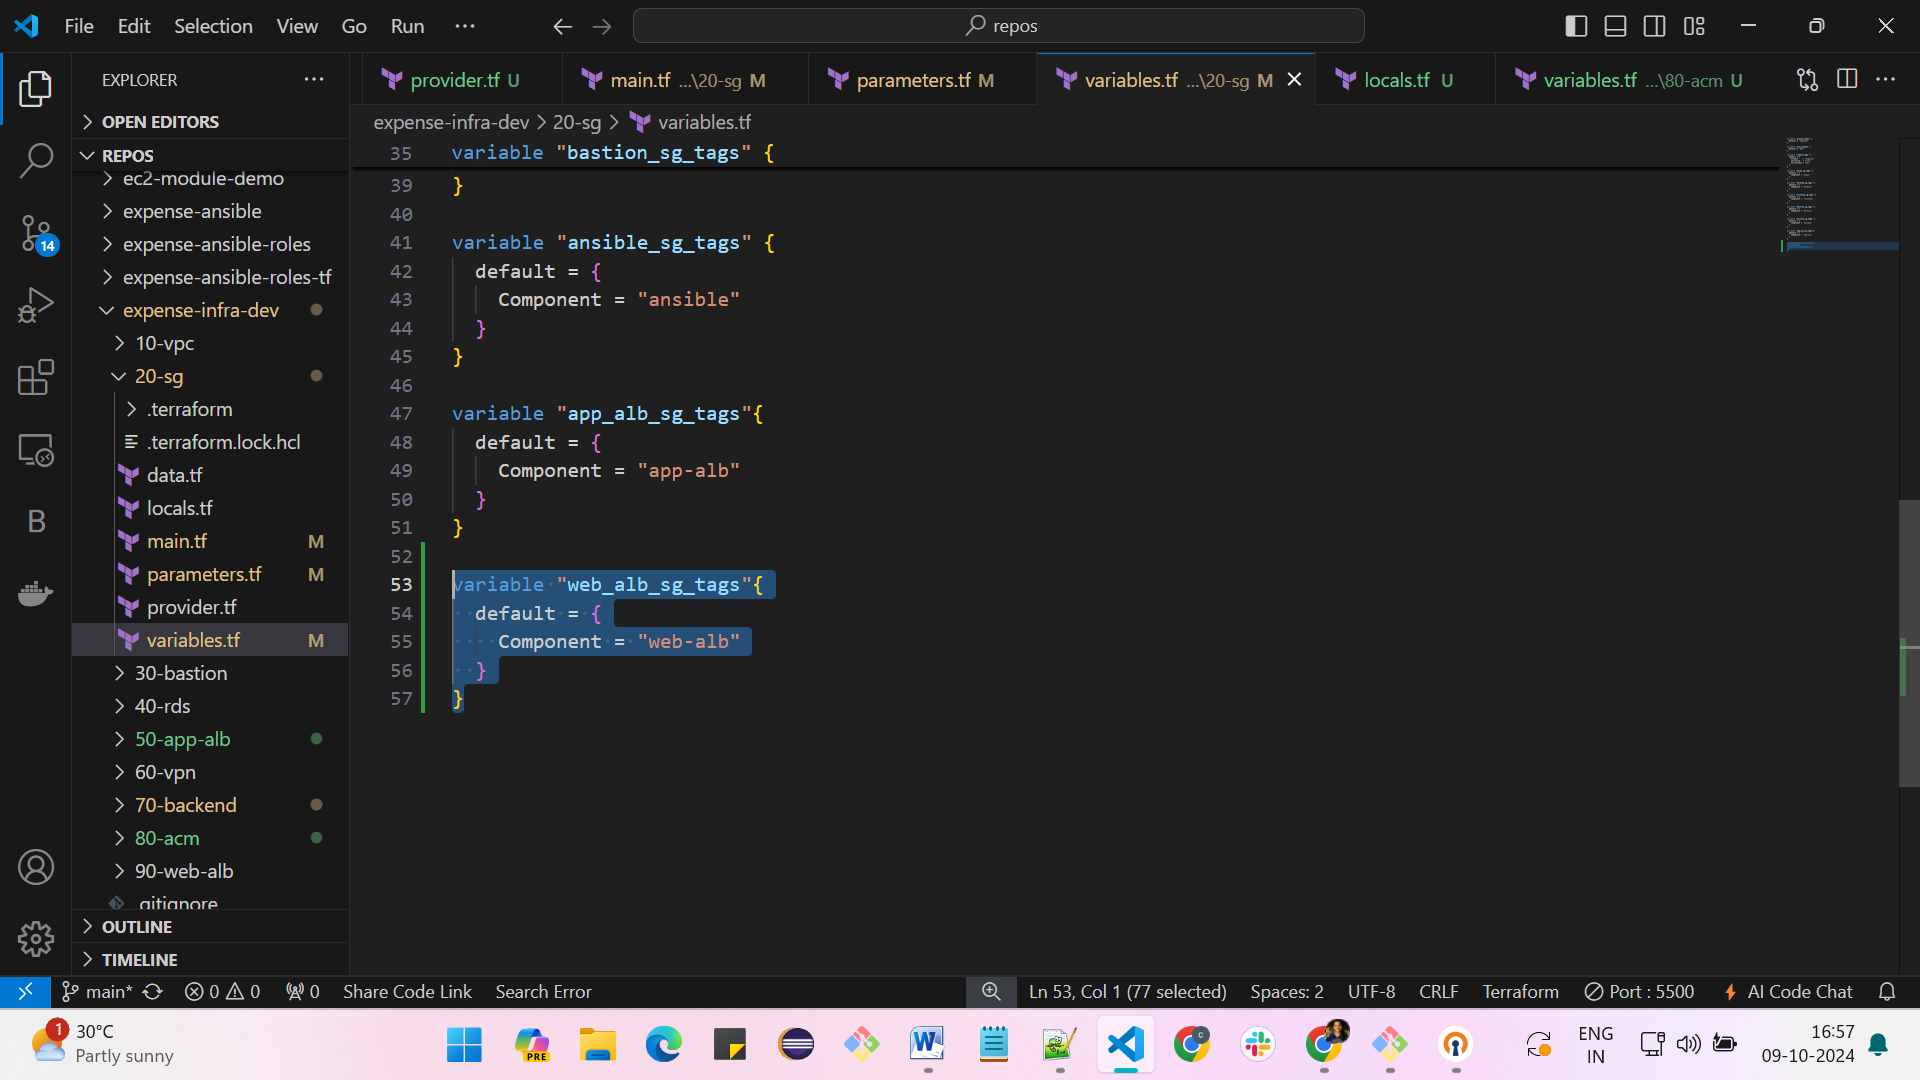 File Edit Selection View Go Run ···
repos
EXPLORER ···
OPEN EDITORS
REPOS
ec2-module-demo
expense-ansible
expense-ansible-roles
expense-ansible-roles-tf
expense-infra-dev
10-vpc
20-sg
.terraform
.terraform.lock.hcl
data.tf
locals.tf
main.tf M
parameters.tf M
provider.tf
variables.tf M
30-bastion
40-rds
50-app-alb
60-vpn
70-backend
80-acm
90-web-alb
.gitignore
OUTLINE
TIMELINE
14
B
provider.tf U
main.tf ...\20-sg M
parameters.tf M
variables.tf ...\20-sg M
locals.tf U
variables.tf ...\80-acm U
expense-infra-dev > 20-sg > variables.tf
35 variable "bastion_sg_tags" {
39 }
40
41 variable "ansible_sg_tags" {
42 default = {
43 Component = "ansible"
44 }
45 }
46
47 variable "app_alb_sg_tags"{
48 default = {
49 Component = "app-alb"
50 }
51 }
52
53 variable "web_alb_sg_tags"{
54 default = {
55 Component = "web-alb"
56 }
57 }
main* 0 0 0 Share Code Link Search Error
Ln 53, Col 1 (77 selected) Spaces: 2 UTF-8 CRLF Terraform Port : 5500 AI Code Chat
1
30°C
Partly sunny
PRE
W
c
ENG
IN
16:57
09-10-2024